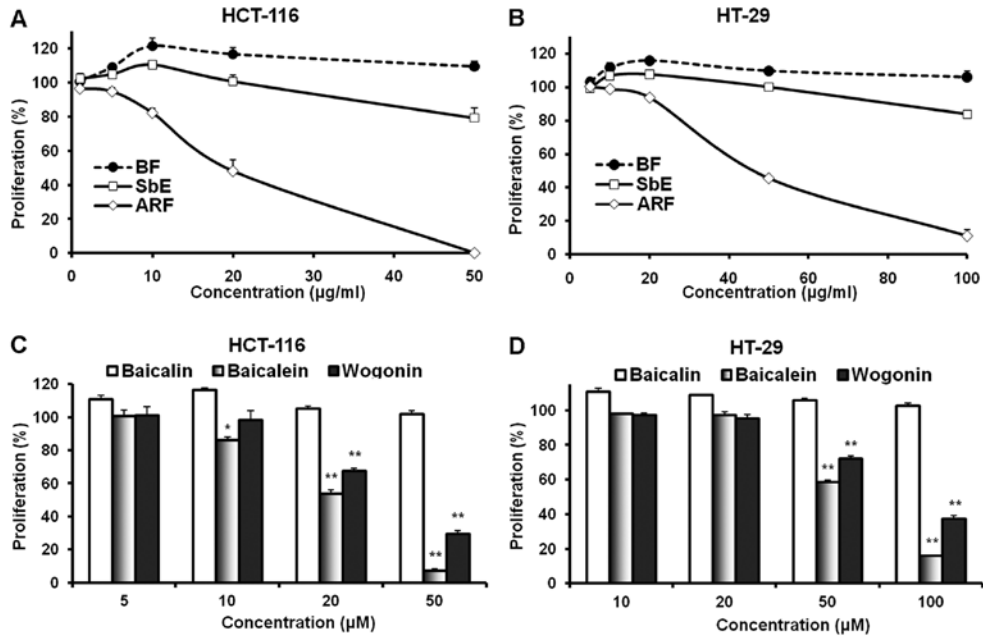 A
HCT-116
Proliferation (%)
120
100
80
60
40
20
0
BF
SbE
ARF
0 10 20 30 40 50
Concentration (µg/ml)
B
HT-29
Proliferation (%)
120
100
80
60
40
20
0
BF
SbE
ARF
0 20 40 60 80 100
Concentration (µg/ml)
C
HCT-116
Baicalin Baicalein Wogonin
Proliferation (%)
120
100
80
60
40
20
0
*
** **
** **
5 10 20 50
Concentration (µM)
D
HT-29
Baicalin Baicalein Wogonin
Proliferation (%)
100
80
60
40
20
0
** **
** **
10 20 50 100
Concentration (µM)